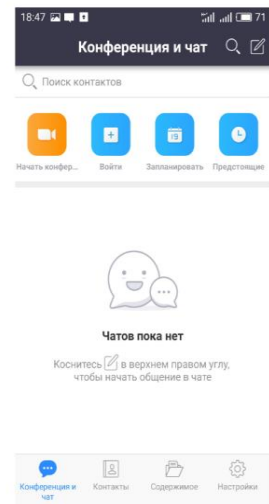 18:47 71
Конференция и чат
Поиск контактов
Начать конфер... Войти Запланировать Предстоящие
19
Чатов пока нет
Коснитесь в верхнем правом углу,
чтобы начать общение в чате
Конференция и чат Контакты Содержимое Настройки